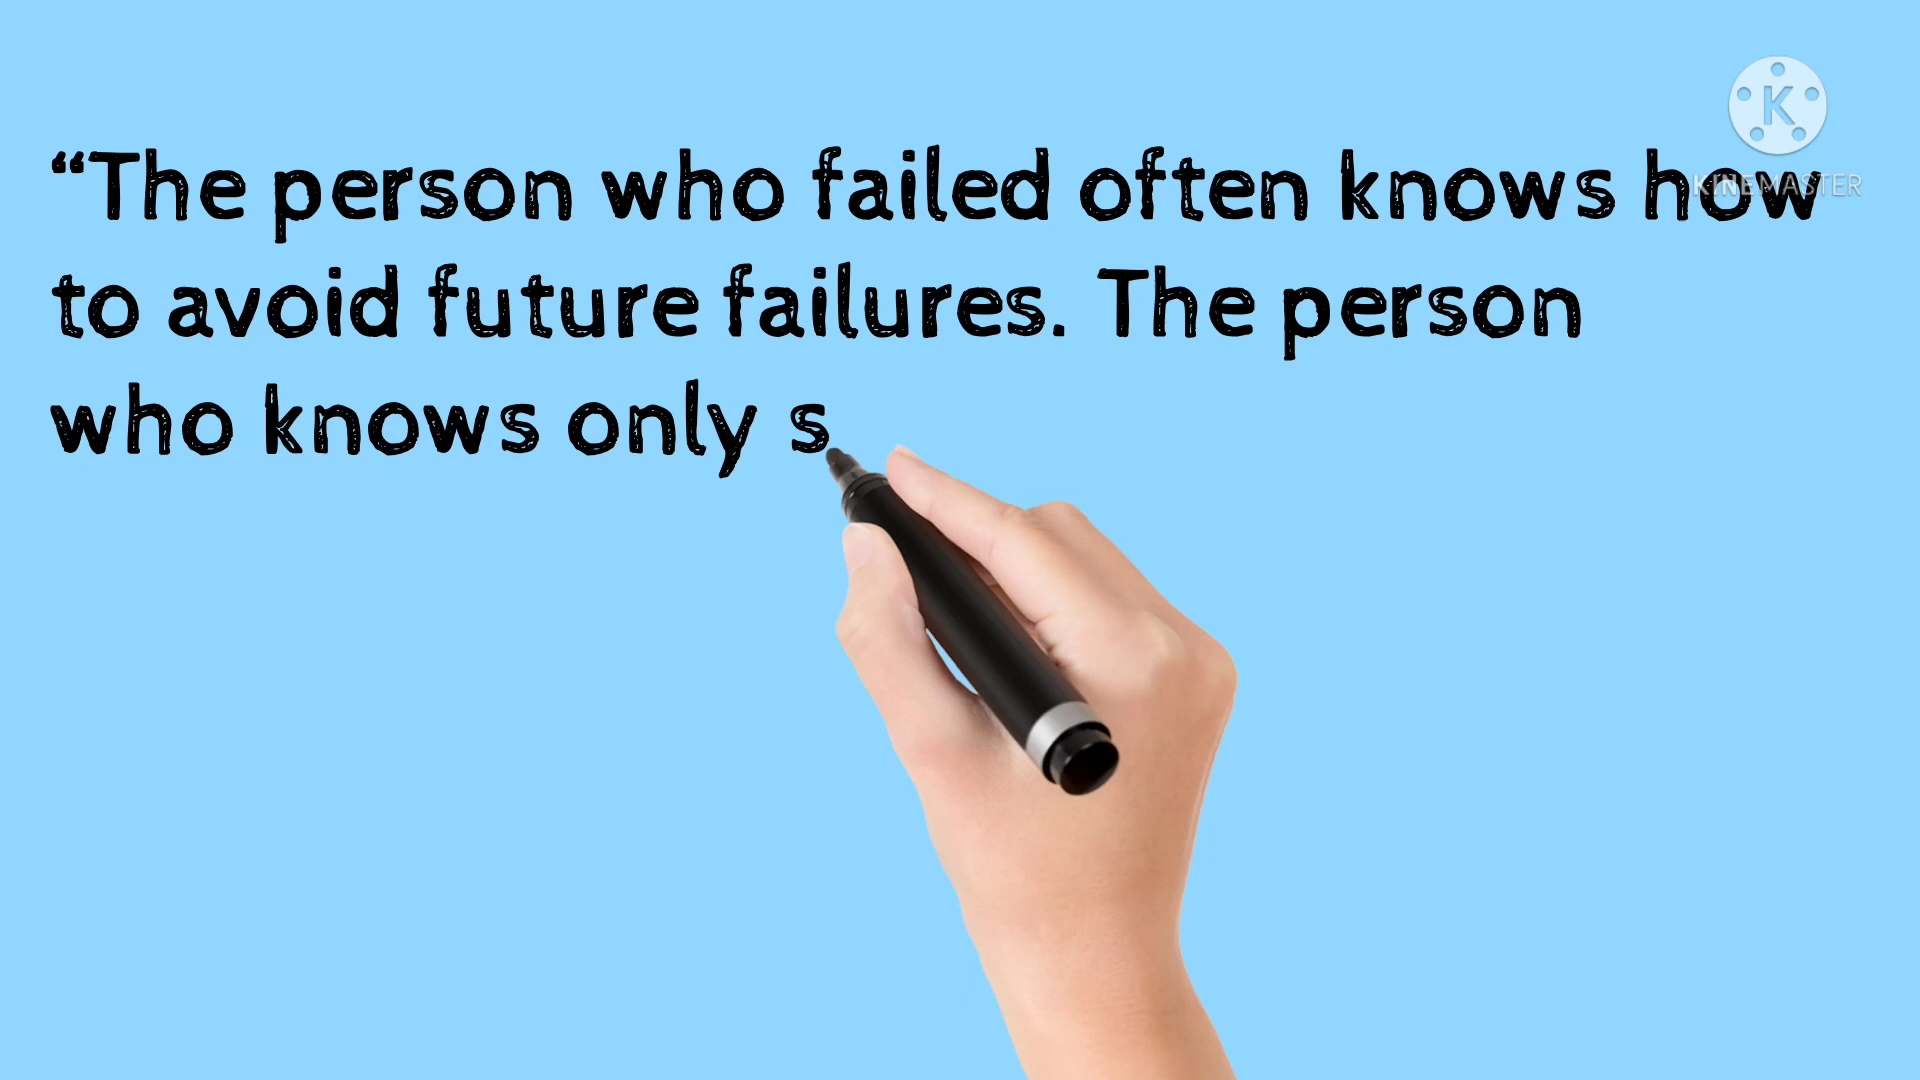 “The person who failed often knows how
to avoid future failures. The person
who knows only s
K
KINEMASTER